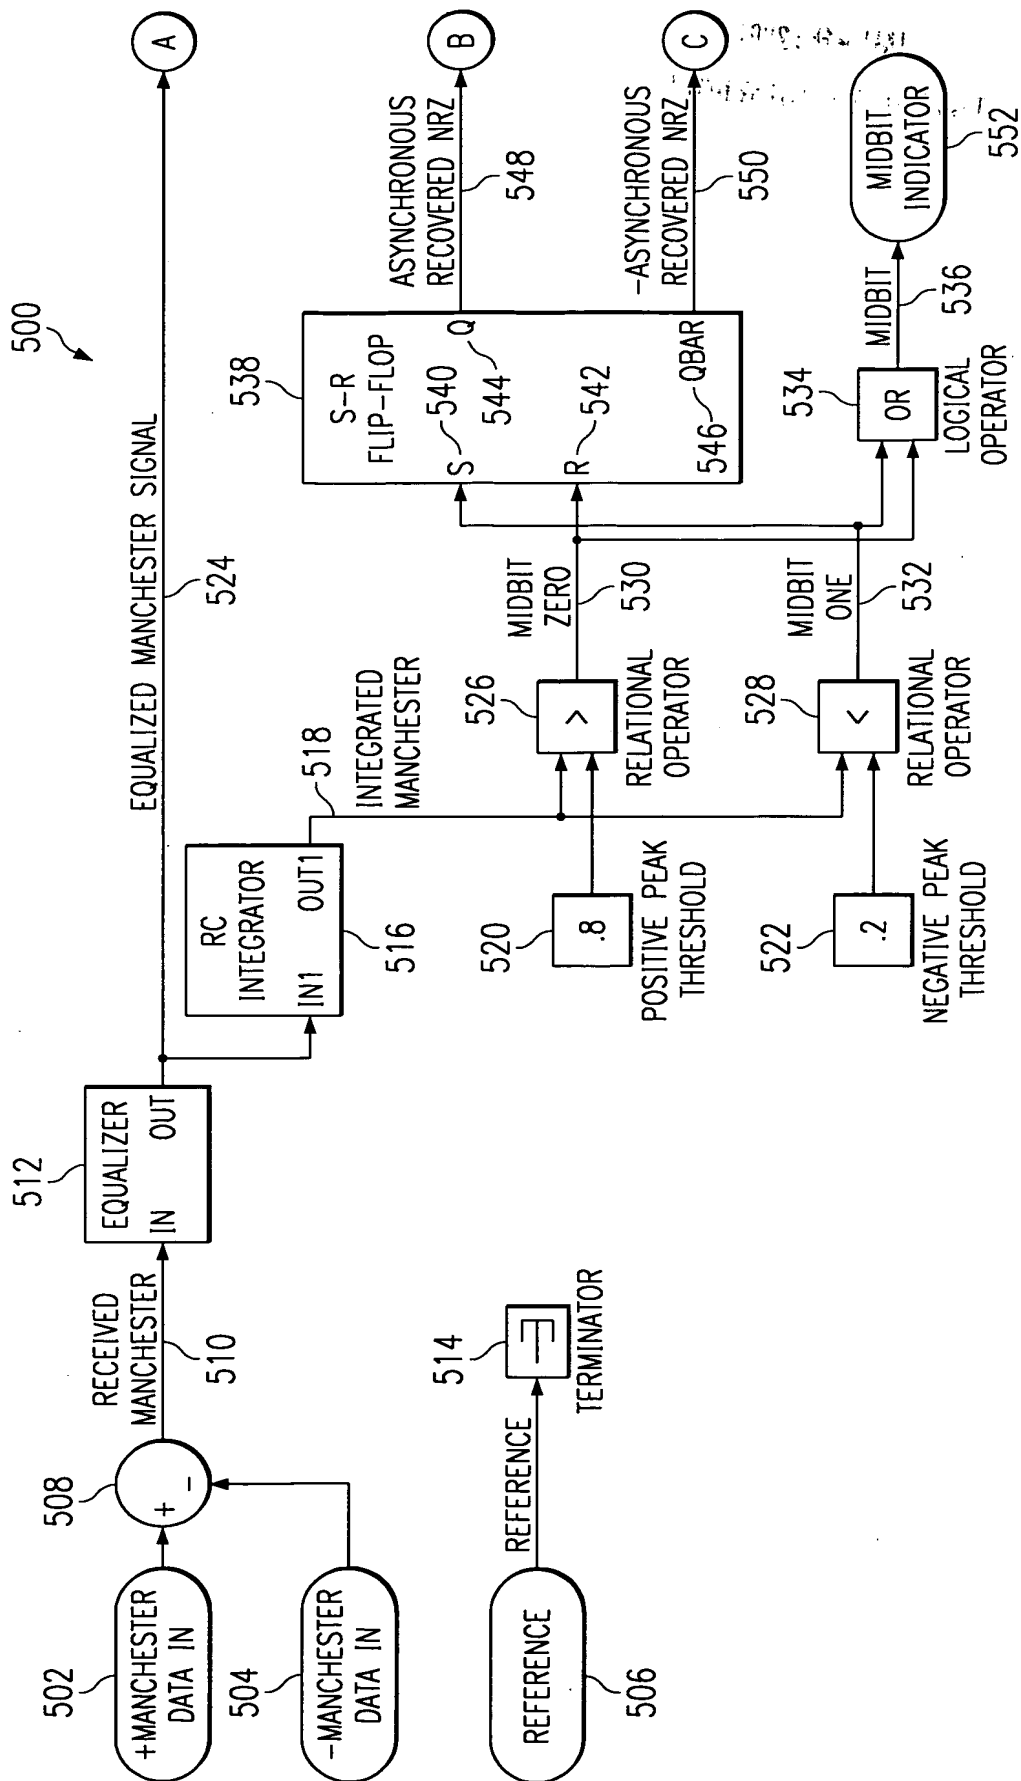 500
502
+MANCHESTER
DATA IN
504
-MANCHESTER
DATA IN
506
REFERENCE
508
+
-
RECEIVED
MANCHESTER
510
512
EQUALIZER
IN
OUT
REFERENCE
514
TERMINATOR
EQUALIZED MANCHESTER SIGNAL
524
A
RC
INTEGRATOR
IN1
OUT1
516
518
INTEGRATED
MANCHESTER
520
.8
POSITIVE PEAK
THRESHOLD
522
.2
NEGATIVE PEAK
THRESHOLD
526
>
RELATIONAL
OPERATOR
528
<
RELATIONAL
OPERATOR
MIDBIT
ZERO
530
MIDBIT
ONE
532
538
S-R
FLIP-FLOP
S
540
Q
544
R
542
QBAR
546
ASYNCHRONOUS
RECOVERED NRZ
548
B
-ASYNCHRONOUS
RECOVERED NRZ
550
C
534
OR
LOGICAL
OPERATOR
MIDBIT
536
MIDBIT
INDICATOR
552